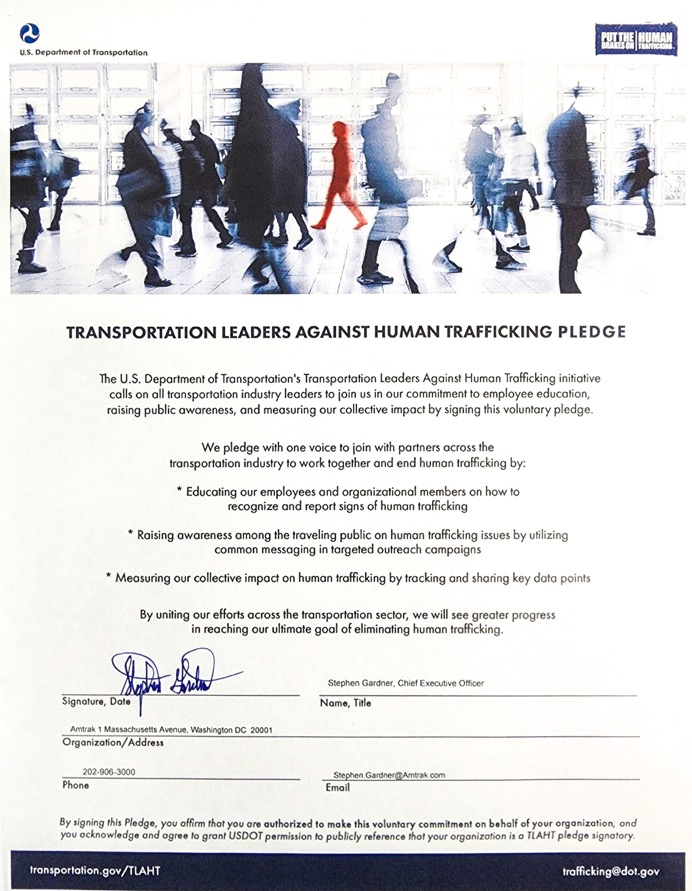 U.S. Department of Transportation
PUT THE BRAKES ON HUMAN TRAFFICKING
TRANSPORTATION LEADERS AGAINST HUMAN TRAFFICKING PLEDGE
The U.S. Department of Transportation's Transportation Leaders Against Human Trafficking initiative
calls on all transportation industry leaders to join us in our commitment to employee education,
raising public awareness, and measuring our collective impact by signing this voluntary pledge.
We pledge with one voice to join with partners across the
transportation industry to work together and end human trafficking by:
* Educating our employees and organizational members on how to
recognize and report signs of human trafficking
* Raising awareness among the traveling public on human trafficking issues by utilizing
common messaging in targeted outreach campaigns
* Measuring our collective impact on human trafficking by tracking and sharing key data points
By uniting our efforts across the transportation sector, we will see greater progress
in reaching our ultimate goal of eliminating human trafficking.
Stephen Gardner
Stephen Gardner, Chief Executive Officer
Signature, Date
Name, Title
Amtrak 1 Massachusetts Avenue, Washington DC 20001
Organization/Address
202-906-3000
Stephen.Gardner@Amtrak.com
Phone
Email
By signing this Pledge, you affirm that you are authorized to make this voluntary commitment on behalf of your organization, and
you acknowledge and agree to grant USDOT permission to publicly reference that your organization is a TLAHT pledge signatory.
transportation.gov/TLAHT
trafficking@dot.gov